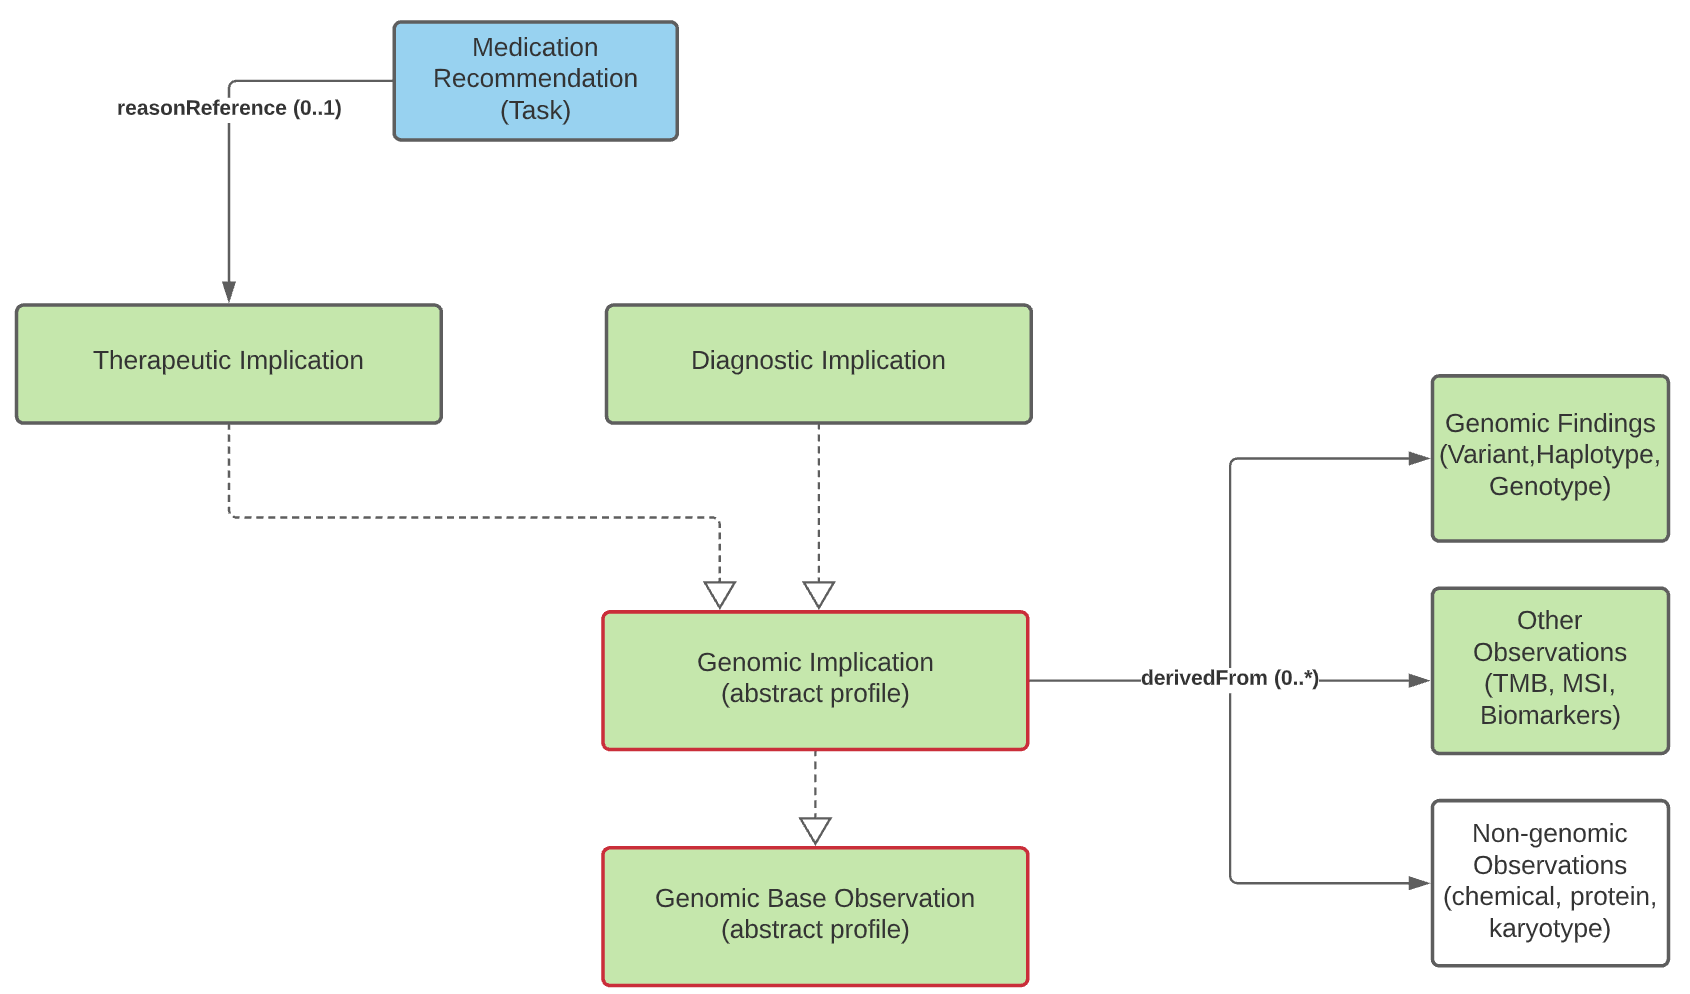 Medication
Recommendation
(Task)
reasonReference (0..1)
Therapeutic Implication
Diagnostic Implication
Genomic Findings
(Variant,Haplotype,
Genotype)
Genomic Implication
(abstract profile)
derivedFrom (0..*)
Other
Observations
(TMB, MSI,
Biomarkers)
Genomic Base Observation
(abstract profile)
Non-genomic
Observations
(chemical, protein,
karyotype)